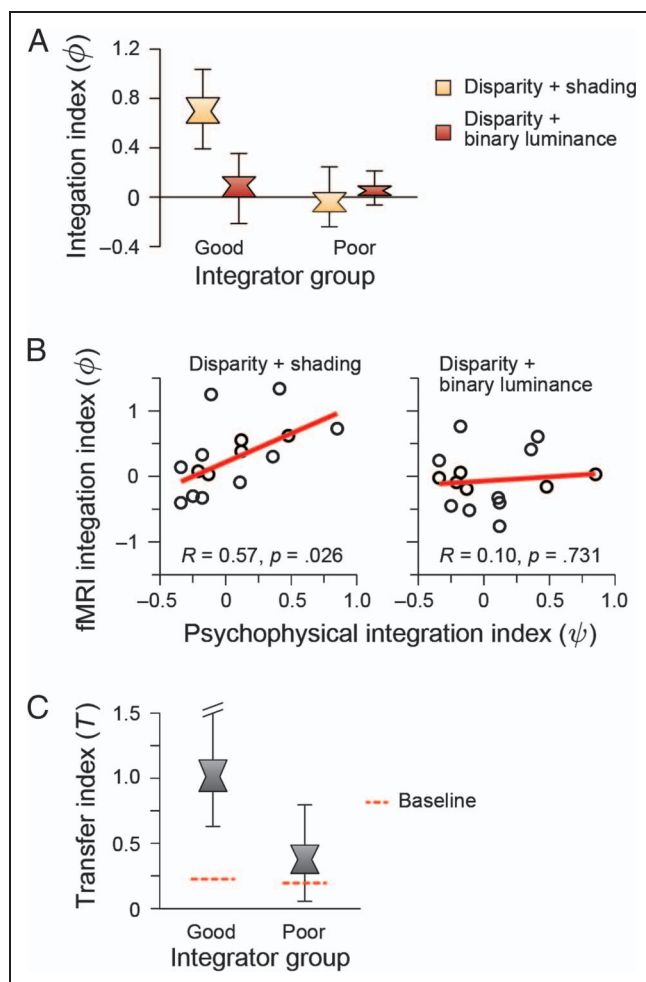 A
Integation index (ϕ)
1.2
0.8
0.4
0
−0.4
Good
Poor
Integrator group
Disparity + shading
Disparity +
binary luminance
B
fMRI integation index (ϕ)
Disparity + shading
1
0
−1
R = 0.57, p = .026
−0.5
0
0.5
1.0
Disparity +
binary luminance
R = 0.10, p = .731
−0.5
0
0.5
1.0
Psychophysical integration index (ψ)
C
Transfer index (T)
1.5
1.0
0.5
0
Good
Poor
Integrator group
Baseline